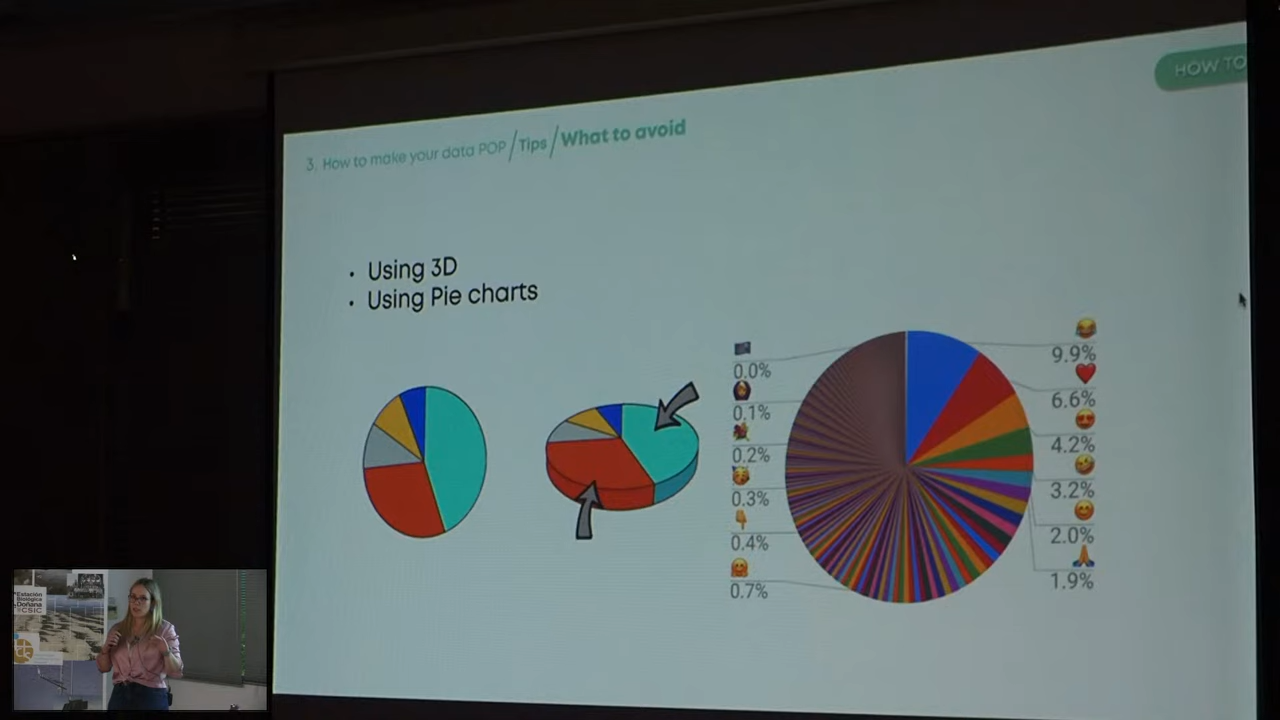 HOW TO
3. How to make your data POP/Tips/What to avoid
• Using 3D
• Using Pie charts
0.0%
0.1%
0.2%
0.3%
0.4%
0.7%
9.9%
6.6%
4.2%
3.2%
2.0%
1.9%
Estación
Biológica
Doñana
CSIC